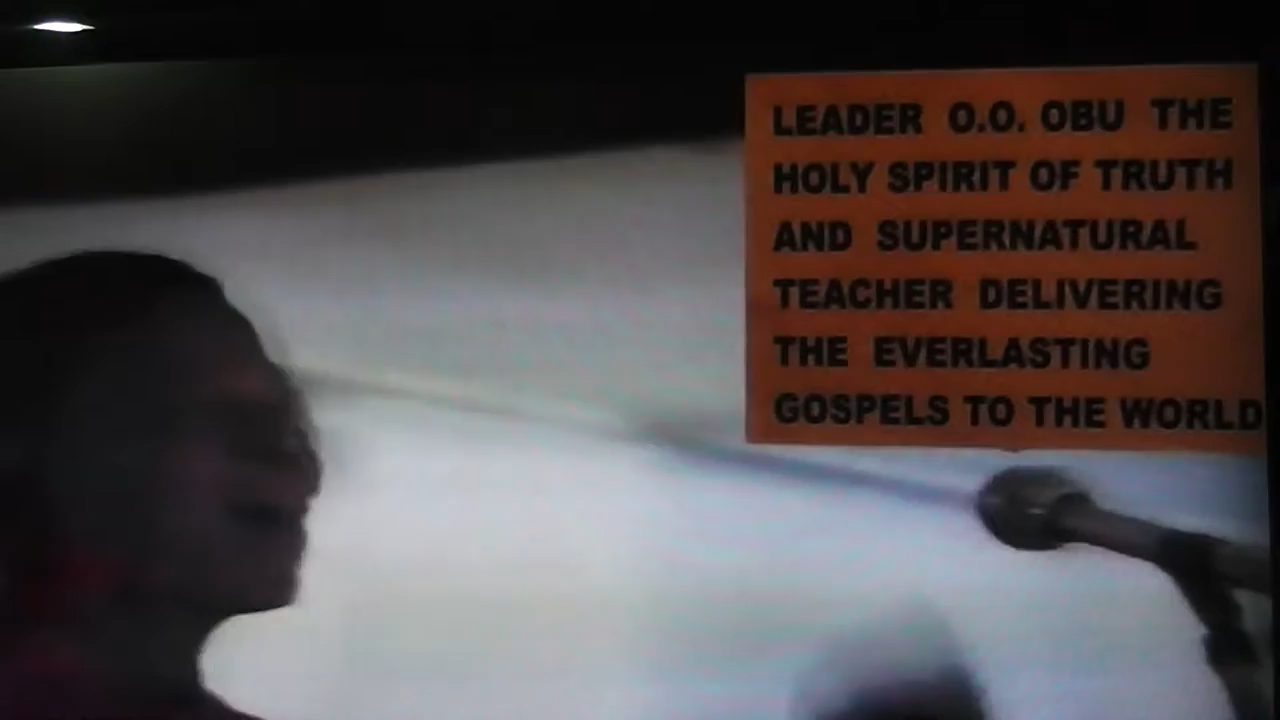 LEADER O.O. OBU THE
HOLY SPIRIT OF TRUTH
AND SUPERNATURAL
TEACHER DELIVERING
THE EVERLASTING
GOSPELS TO THE WORLD